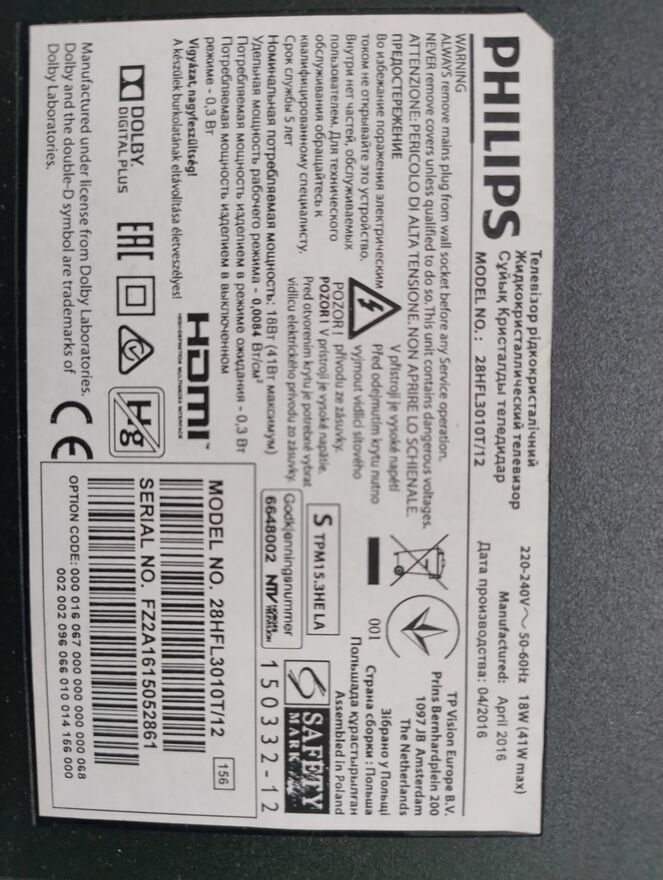 PHILIPS
Телевізор рідкокристалічний
Жидкокристаллический телевизор
Сұйық Кристалды теледидар
MODEL NO.: 28HFL3010T/12
220-240V~ 50-60Hz 18W (41W max)
Manufactured: April 2016
Дата производства: 04/2016
WARNING
ALWAYS remove mains plug from wall socket before any Service operation.
NEVER remove covers unless qualified to do so. This unit contains dangerous voltages.
ATTENZIONE: PERICOLO DI ALTA TENSIONE. NON APRIRE LO SCHIENALE.
ПРЕДОСТЕРЕЖЕНИЕ
Во избежание поражения электрическим
током не открывайте это устройство.
Внутри нет частей, обслуживаемых
пользователем. Для технического
обслуживания обращайтесь к
квалифицированному специалисту.
Срок службы 5 лет
V přístroji je vysoké napětí
Před odejmutím krytu nutno
vyjmout vidlici síťového
přívodu ze zásuvky.
POZOR!
POZOR! V prístroji je vysoké napätie.
Pred otvorením krytu je potrebné vybrať
vidlicu elektrického prívodu zo zásuvky.
Номинальная потребляемая мощность: 18Вт (41Вт максимум)
Удельная мощность рабочего режима - 0,0084 Вт/см²
Потребляемая мощность изделием в режиме ожидания - 0,3 Вт
Потребляемая мощность изделием в выключенном
режиме - 0,3 Вт
Vigyázat, nagyfeszültség!
A készülek burkolatának eltávolítása életveszélyes!
HDMI™
HIGH-DEFINITION MULTIMEDIA INTERFACE
DOLBY.
DIGITAL PLUS
EAC
Hg
CE
Manufactured under license from Dolby Laboratories.
Dolby and the double-D symbol are trademarks of
Dolby Laboratories.
TP Vision Europe B.V.
Prins Bernhardplein 200
1097 JB Amsterdam
The Netherlands
001
Зібрано у Польщі
Страна сборки : Польша
Польшада құрастырылған
Assembled in Poland
S TPM15.3HE LA
Godkjenningsnummer
6648002 NTV
SAFETY
MARK
150332-12
MODEL NO. 28HFL3010T/12
156
SERIAL NO. FZ2A1615052861
OPTION CODE: 000 016 067 000 000 000 000 068
002 002 096 066 010 014 156 000